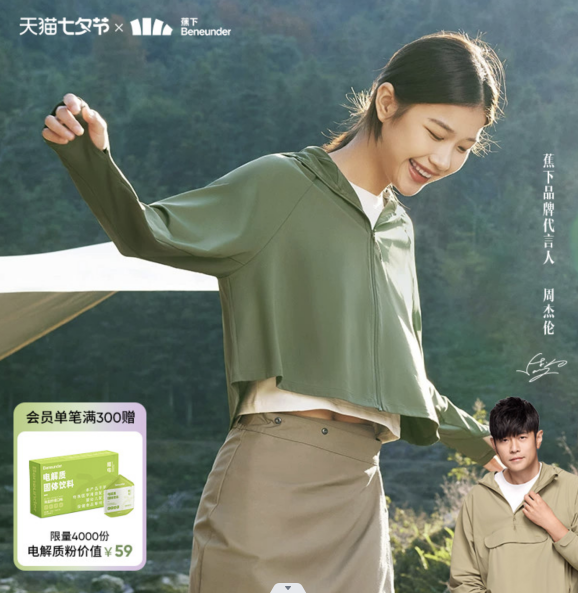 天猫七夕节 × 蕉下
Beneunder
蕉下品牌代言人 周杰伦
会员单笔满300赠
Beneunder
电解质
固体饮料
限量4000份
电解质粉价值￥59